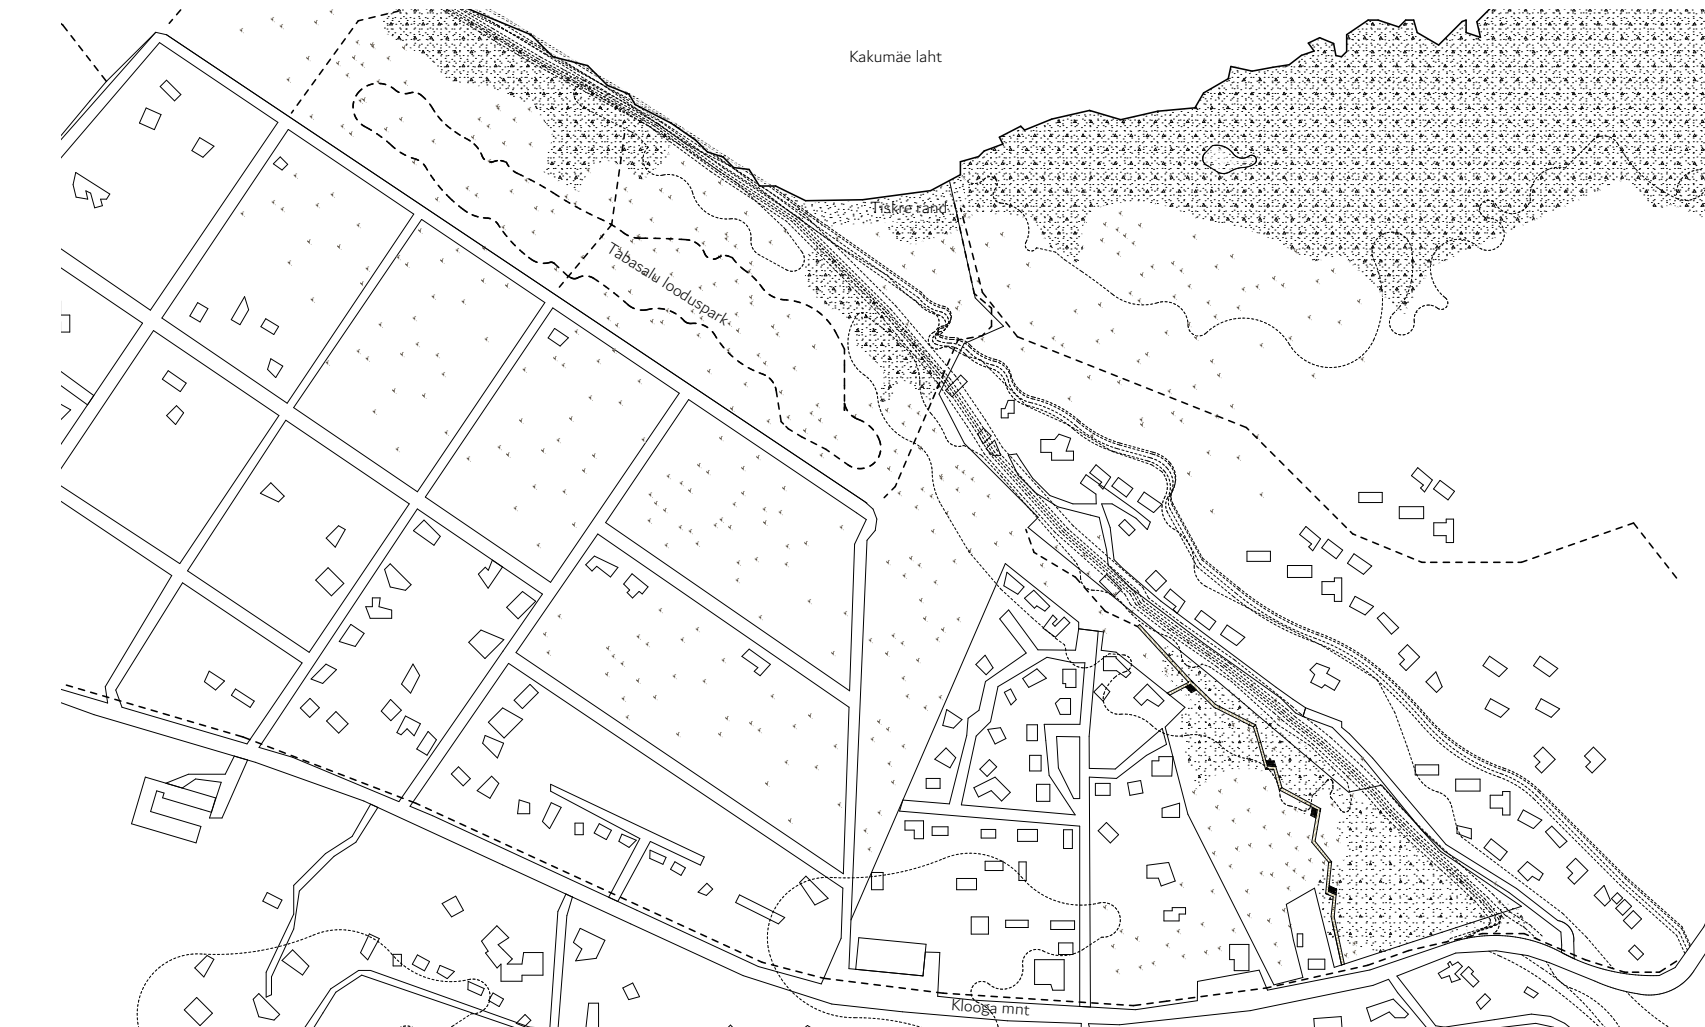 Kakumäe laht
Tiskre rand
Tabasalu looduspark
Klooga mnt